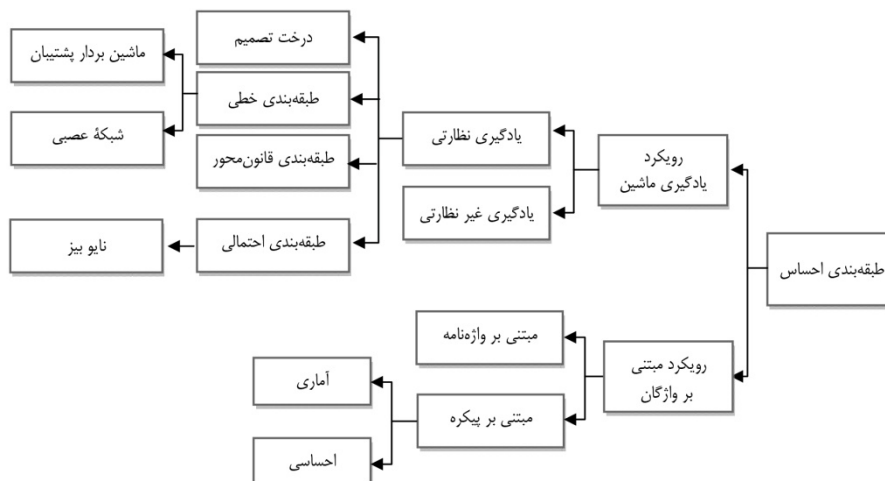 طبقه‌بندی احساس
رویکرد
یادگیری ماشین
یادگیری نظارتی
درخت تصمیم
طبقه‌بندی خطی
ماشین بردار پشتیبان
شبکهٔ عصبی
طبقه‌بندی قانون‌محور
طبقه‌بندی احتمالی
نایو بیز
یادگیری غیر نظارتی
رویکرد مبتنی
بر واژگان
مبتنی بر واژه‌نامه
مبتنی بر پیکره
آماری
احساسی